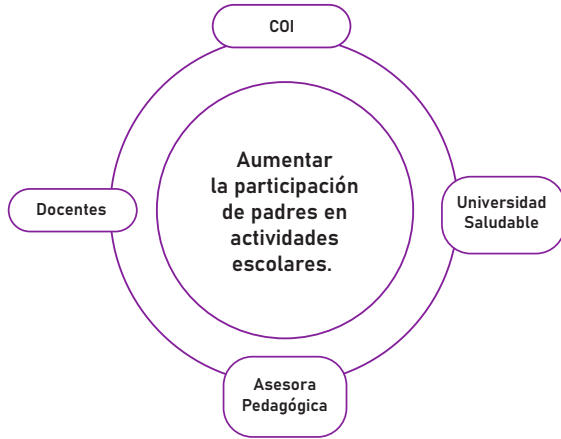 COI
Aumentar
la participación
de padres en
actividades
escolares.
Docentes
Universidad
Saludable
Asesora
Pedagógica